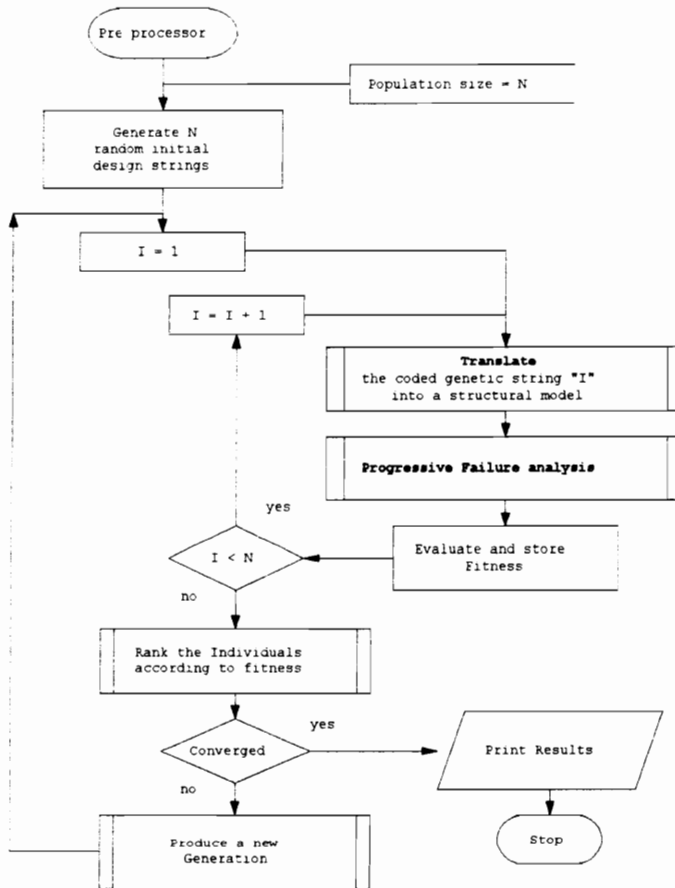 Pre processor
Population size = N
Generate N
random initial
design strings
I = 1
I = I + 1
Translate
the coded genetic string "I"
into a structural model
Progressive Failure analysis
yes
I < N
Evaluate and store
Fitness
no
Rank the Individuals
according to fitness
yes
Converged
Print Results
no
Produce a new
Generation
Stop